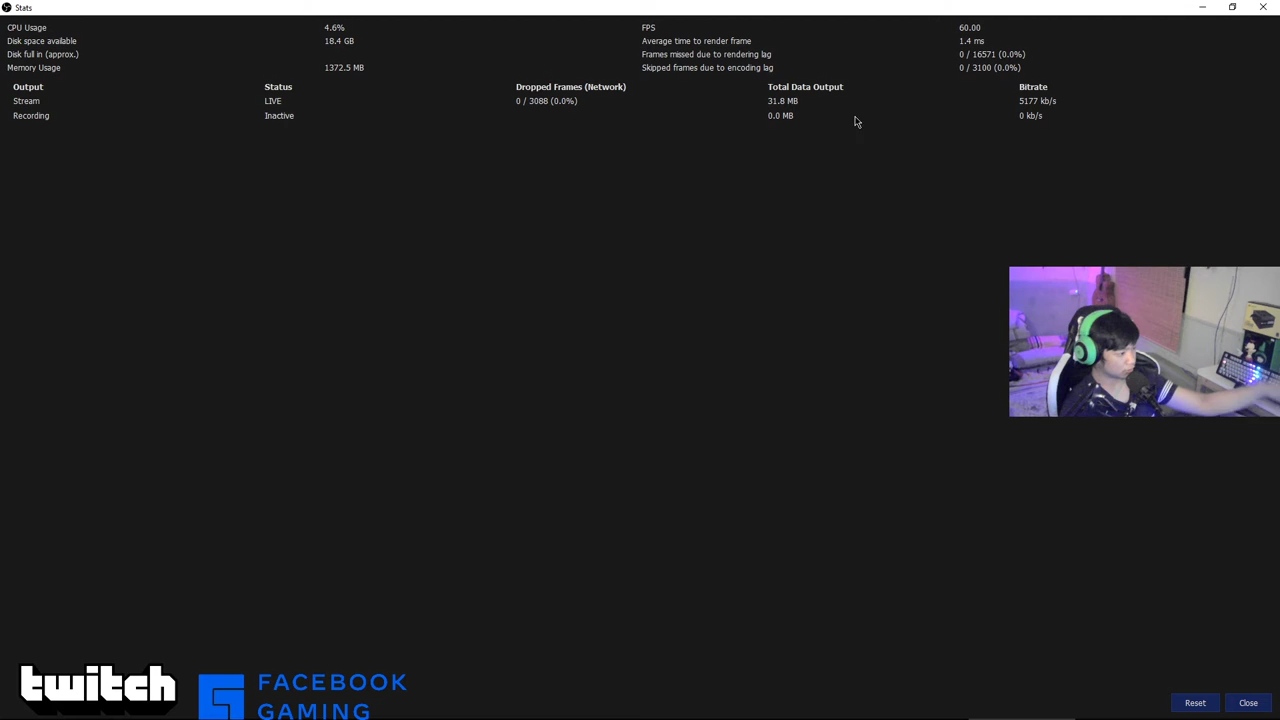 Stats
CPU Usage 4.6% FPS 60.00
Disk space available 18.4 GB Average time to render frame 1.4 ms
Disk full in (approx.) Frames missed due to rendering lag 0 / 16571 (0.0%)
Memory Usage 1372.5 MB Skipped frames due to encoding lag 0 / 3100 (0.0%)
Output Status Dropped Frames (Network) Total Data Output Bitrate
Stream LIVE 0 / 3088 (0.0%) 31.8 MB 5177 kb/s
Recording Inactive 0.0 MB 0 kb/s
twitch
FACEBOOK
GAMING
Reset Close